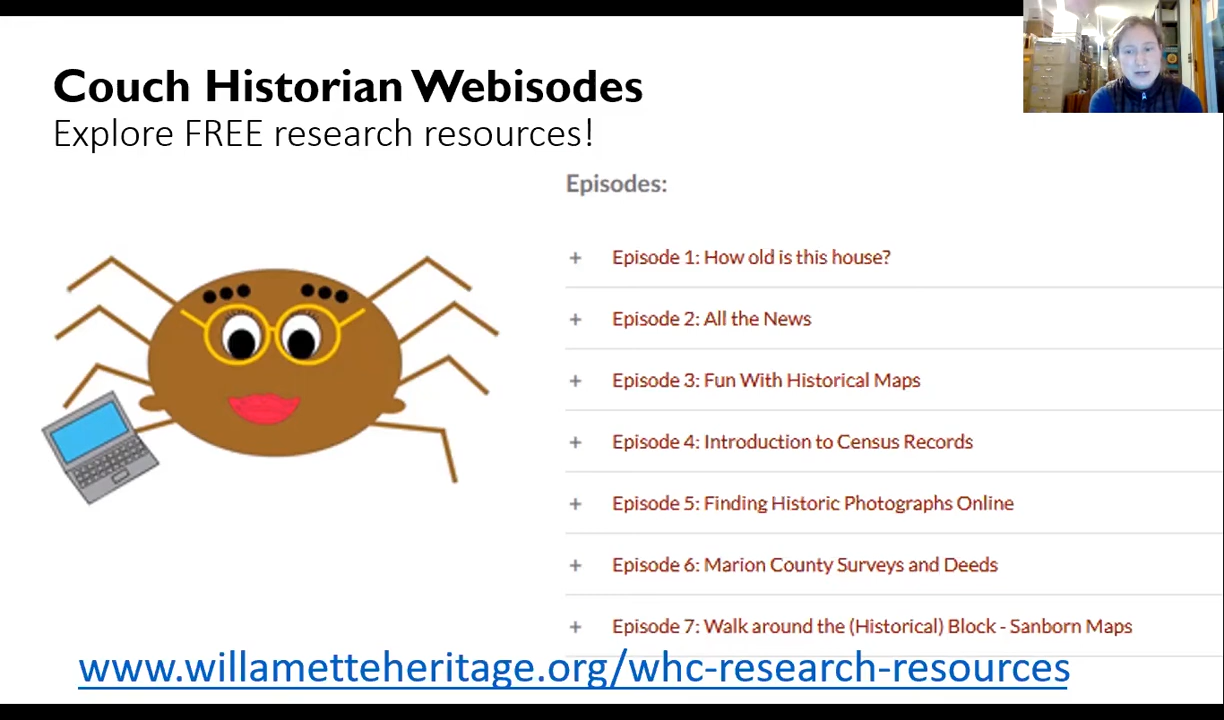 Couch Historian Webisodes
Explore FREE research resources!
Episodes:
+ Episode 1: How old is this house?
+ Episode 2: All the News
+ Episode 3: Fun With Historical Maps
+ Episode 4: Introduction to Census Records
+ Episode 5: Finding Historic Photographs Online
+ Episode 6: Marion County Surveys and Deeds
+ Episode 7: Walk around the (Historical) Block - Sanborn Maps
www.willametteheritage.org/whc-research-resources